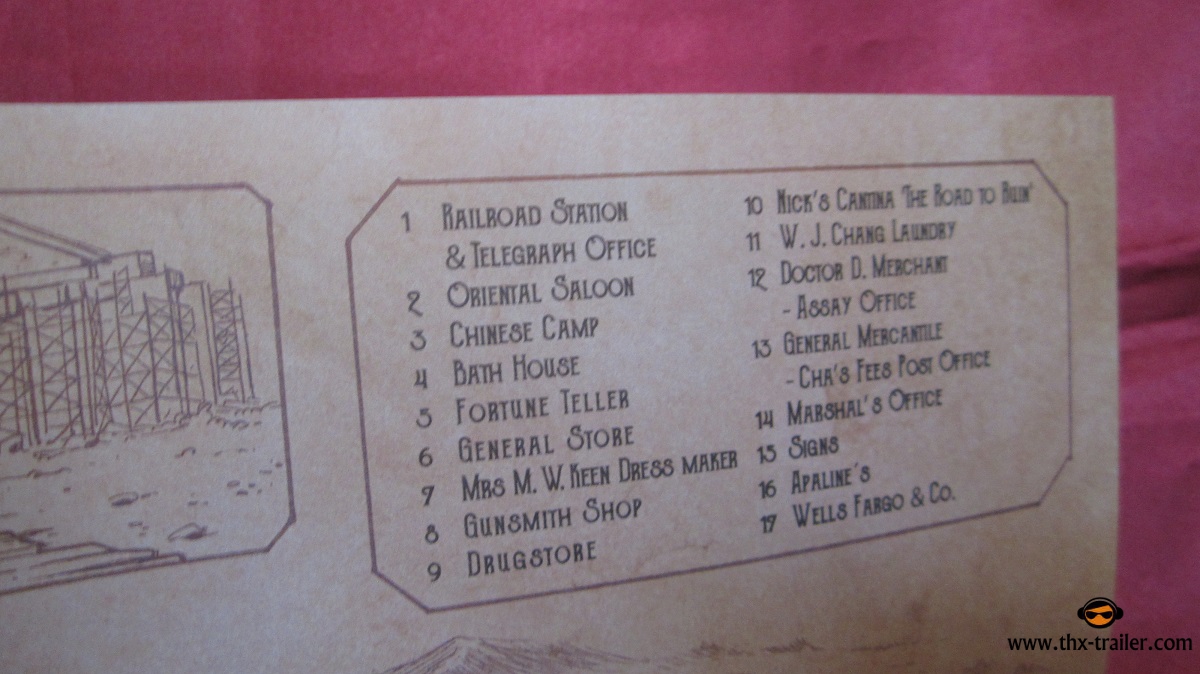 1 Railroad Station
& Telegraph Office
2 Oriental Saloon
3 Chinese Camp
4 Bath House
5 Fortune Teller
6 General Store
7 Mrs M. W. Keen Dress maker
8 Gunsmith Shop
9 Drugstore
10 Nick's Cantina 'The Road to Ruin'
11 W. J. Chang Laundry
12 Doctor D. Merchant
- Assay Office
13 General Mercantile
- Cha's Fees Post Office
14 Marshal's Office
15 Signs
16 Apaline's
17 Wells Fargo & Co.
www.thx-trailer.com